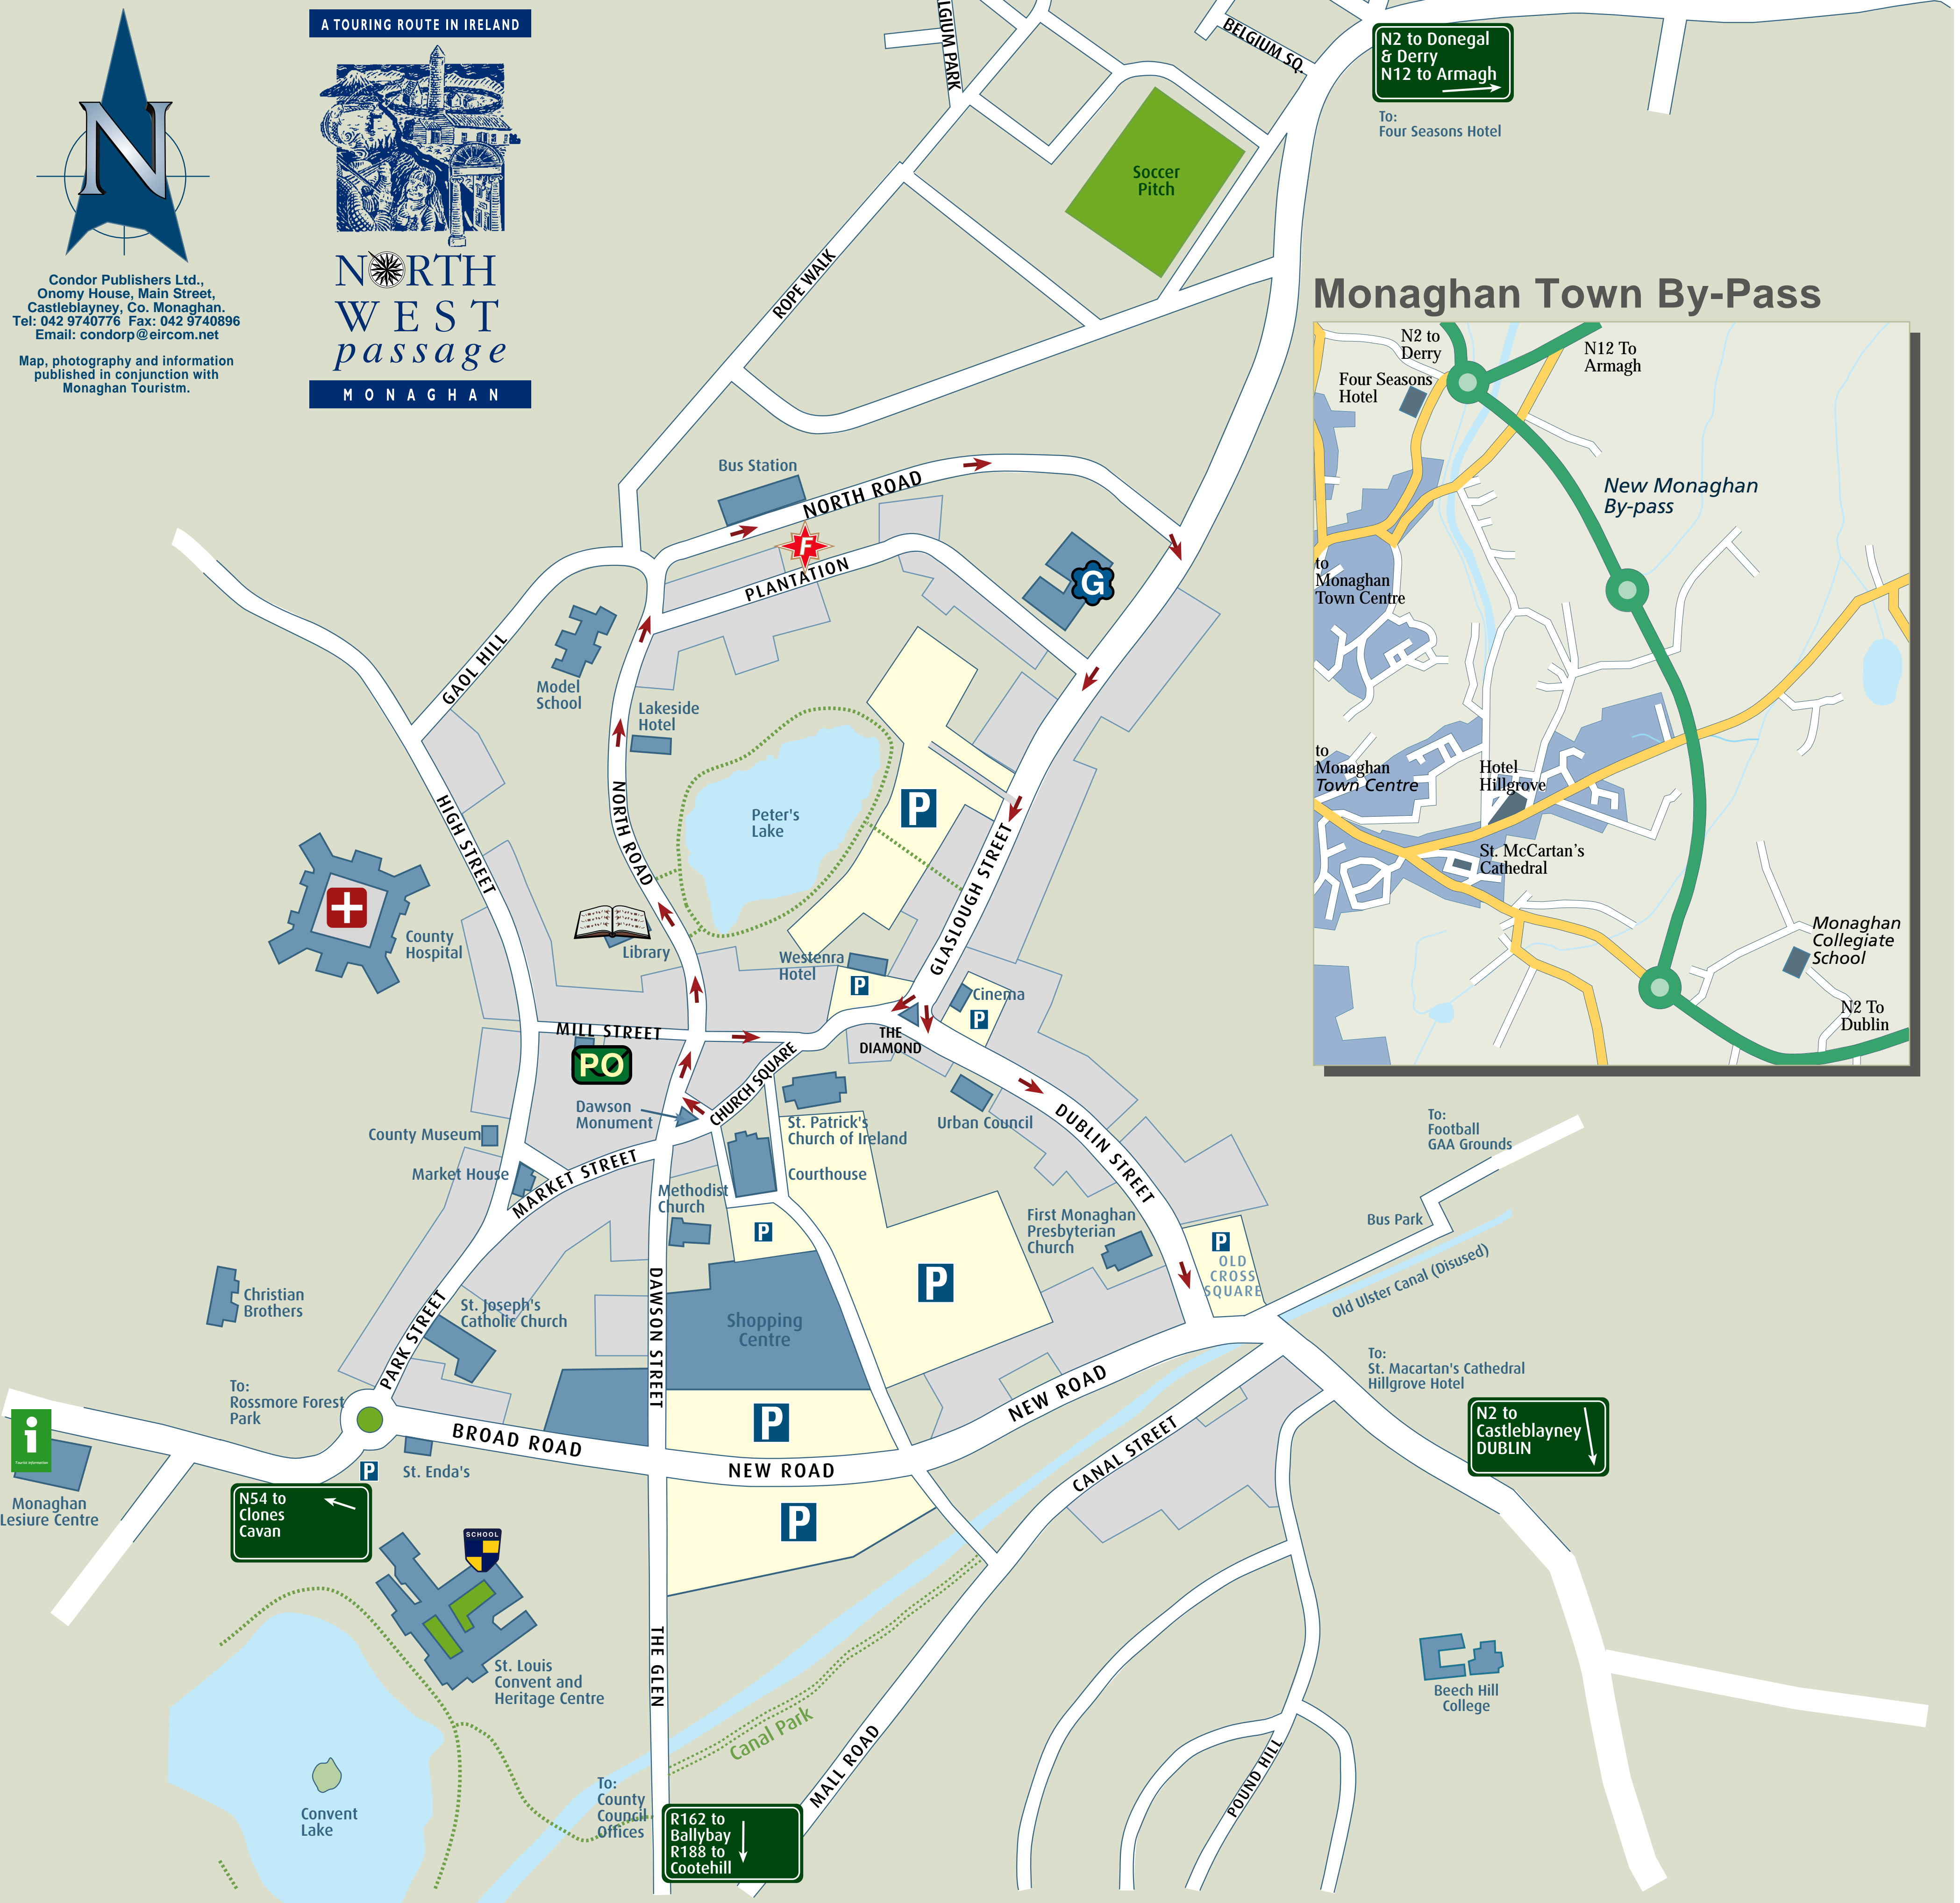 A TOURING ROUTE IN IRELAND
NORTH
WEST
passage
MONAGHAN
N
Condor Publishers Ltd.,
Onomy House, Main Street,
Castleblayney, Co. Monaghan.
Tel: 042 9740776 Fax: 042 9740896
Email: condorp@eircom.net
Map, photography and information
published in conjunction with
Monaghan Touristm.
LGIUM PARK
BELGIUM SQ.
N2 to Donegal
& Derry
N12 to Armagh
To:
Four Seasons Hotel
Soccer
Pitch
ROPE WALK
Monaghan Town By-Pass
N2 to
Derry
N12 To
Armagh
Four Seasons
Hotel
New Monaghan
By-pass
to
Monaghan
Town Centre
to
Monaghan
Town Centre
Hotel
Hillgrove
St. McCartan's
Cathedral
Monaghan
Collegiate
School
N2 To
Dublin
Bus Station
NORTH ROAD
F
PLANTATION
G
GAOL HILL
Model
School
Lakeside
Hotel
NORTH ROAD
Peter's
Lake
P
HIGH STREET
GLASLOUGH STREET
County
Hospital
Library
Westenra
Hotel
P
Cinema
P
MILL STREET
THE
DIAMOND
PO
CHURCH SQUARE
Dawson
Monument
St. Patrick's
Church of Ireland
Urban Council
DUBLIN STREET
County Museum
Market House
MARKET STREET
Courthouse
Methodist
Church
P
First Monaghan
Presbyterian
Church
P
OLD
CROSS
SQUARE
P
To:
Football
GAA Grounds
Bus Park
Old Ulster Canal (Disused)
Christian
Brothers
St. Joseph's
Catholic Church
PARK STREET
DAWSON STREET
Shopping
Centre
To:
Rossmore Forest
Park
To:
St. Macartan's Cathedral
Hillgrove Hotel
N2 to
Castleblayney
DUBLIN
i
Tourist Information
BROAD ROAD
P
NEW ROAD
NEW ROAD
CANAL STREET
St. Enda's
P
Monaghan
Lesiure Centre
N54 to
Clones
Cavan
P
SCHOOL
St. Louis
Convent and
Heritage Centre
THE GLEN
Canal Park
MALL ROAD
POUND HILL
Beech Hill
College
Convent
Lake
To:
County
Council
Offices
R162 to
Ballybay
R188 to
Cootehill